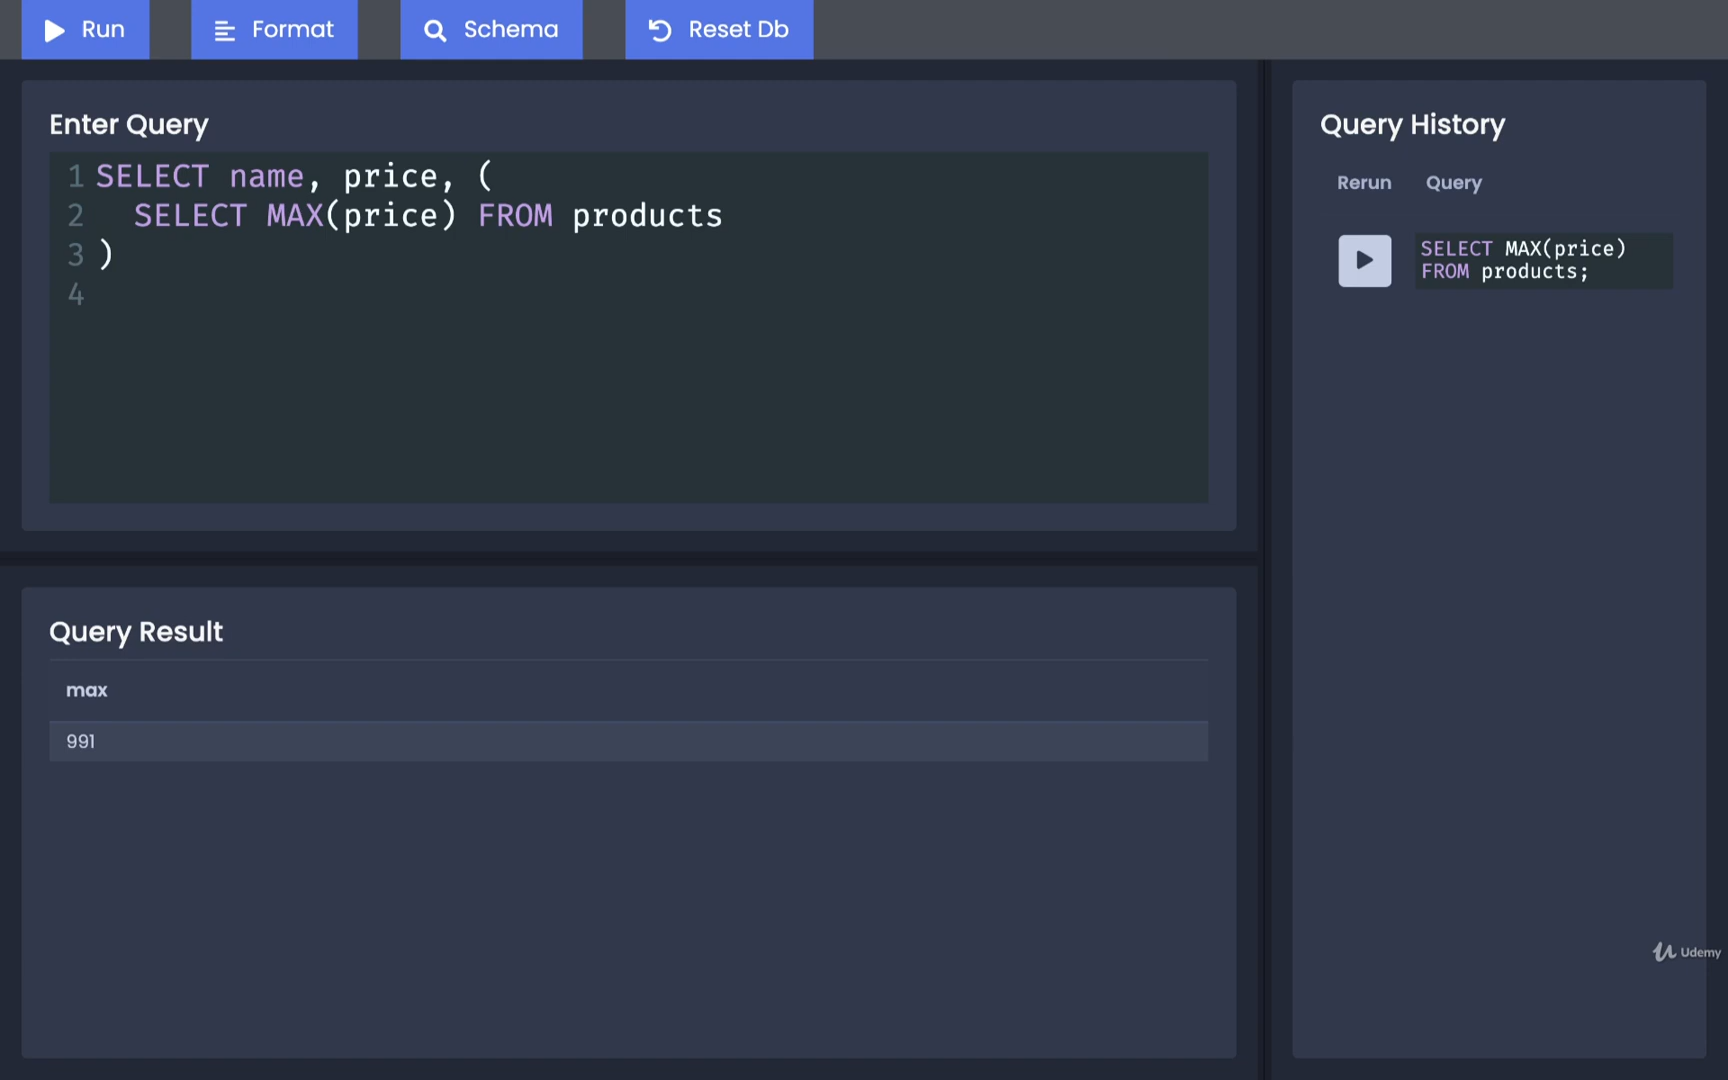 Run
Format
Schema
Reset Db
Enter Query
1 SELECT name, price, (
2   SELECT MAX(price) FROM products
3 )
4
Query Result
max
991
Query History
Rerun Query
SELECT MAX(price)
FROM products;
Udemy